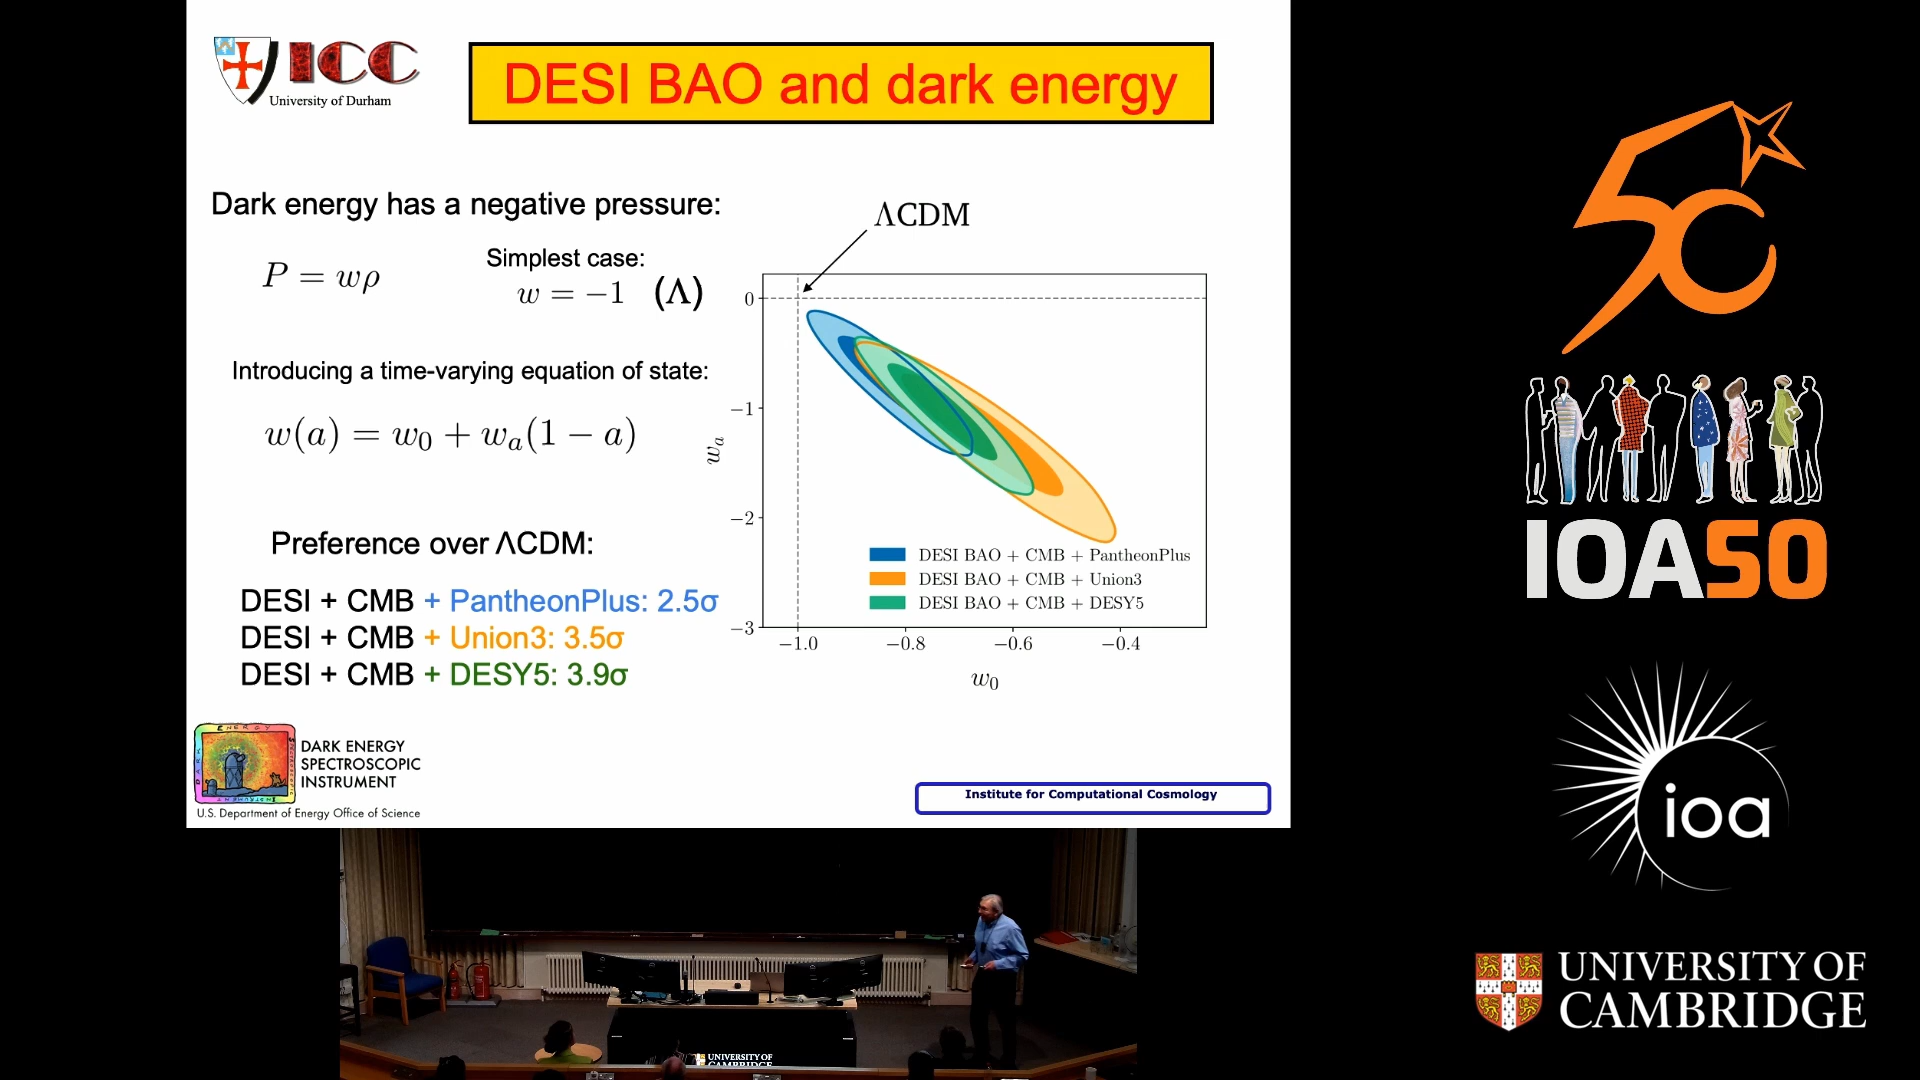 ICC
University of Durham
DESI BAO and dark energy
Dark energy has a negative pressure:
P = wρ
Simplest case:
w = −1 (Λ)
Introducing a time-varying equation of state:
w(a) = w₀ + wₐ(1 − a)
Preference over ΛCDM:
DESI + CMB + PantheonPlus: 2.5σ
DESI + CMB + Union3: 3.5σ
DESI + CMB + DESY5: 3.9σ
ΛCDM
0
−1
−2
−3
wₐ
DESI BAO + CMB + PantheonPlus
DESI BAO + CMB + Union3
DESI BAO + CMB + DESY5
−1.0 −0.8 −0.6 −0.4
w₀
DARK ENERGY
SPECTROSCOPIC
INSTRUMENT
U.S. Department of Energy Office of Science
Institute for Computational Cosmology
UNIVERSITY OF
CAMBRIDGE
50
IOA50
ioa
UNIVERSITY OF
CAMBRIDGE